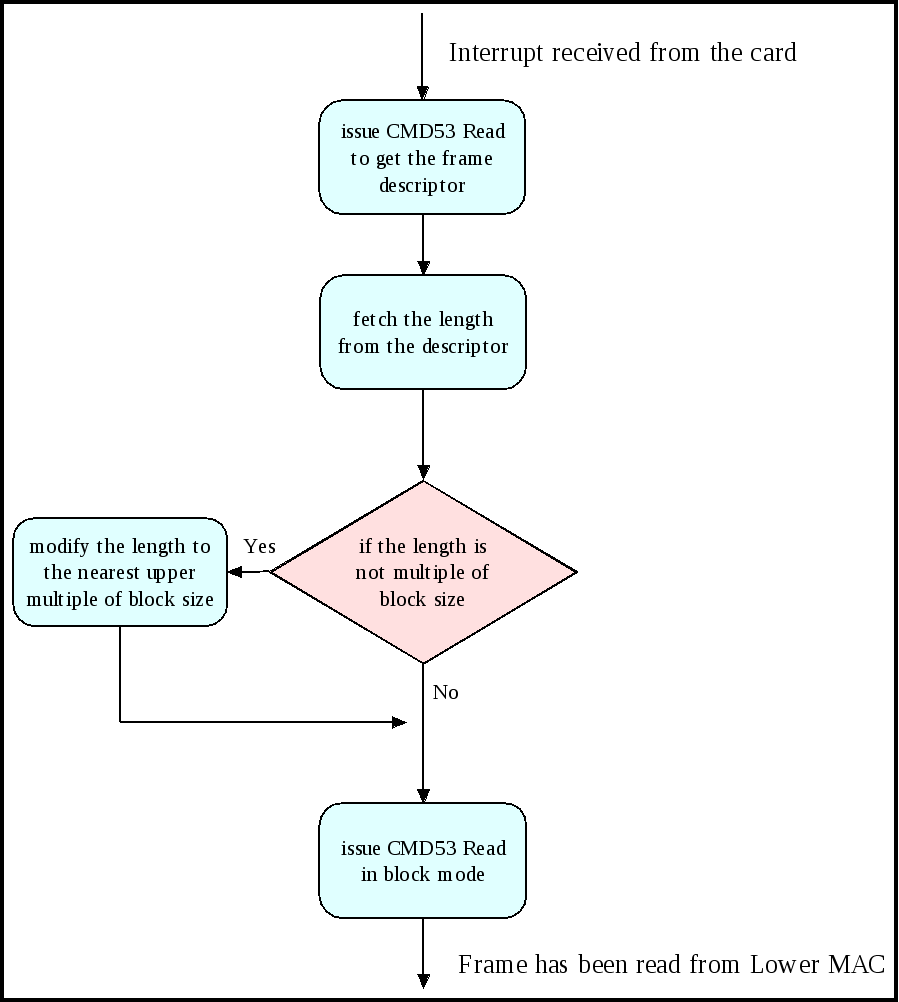 Interrupt received from the card
issue CMD53 Read
to get the frame
descriptor
fetch the length
from the descriptor
if the length is
not multiple of
block size
Yes
modify the length to
the nearest upper
multiple of block size
No
issue CMD53 Read
in block mode
Frame has been read from Lower MAC